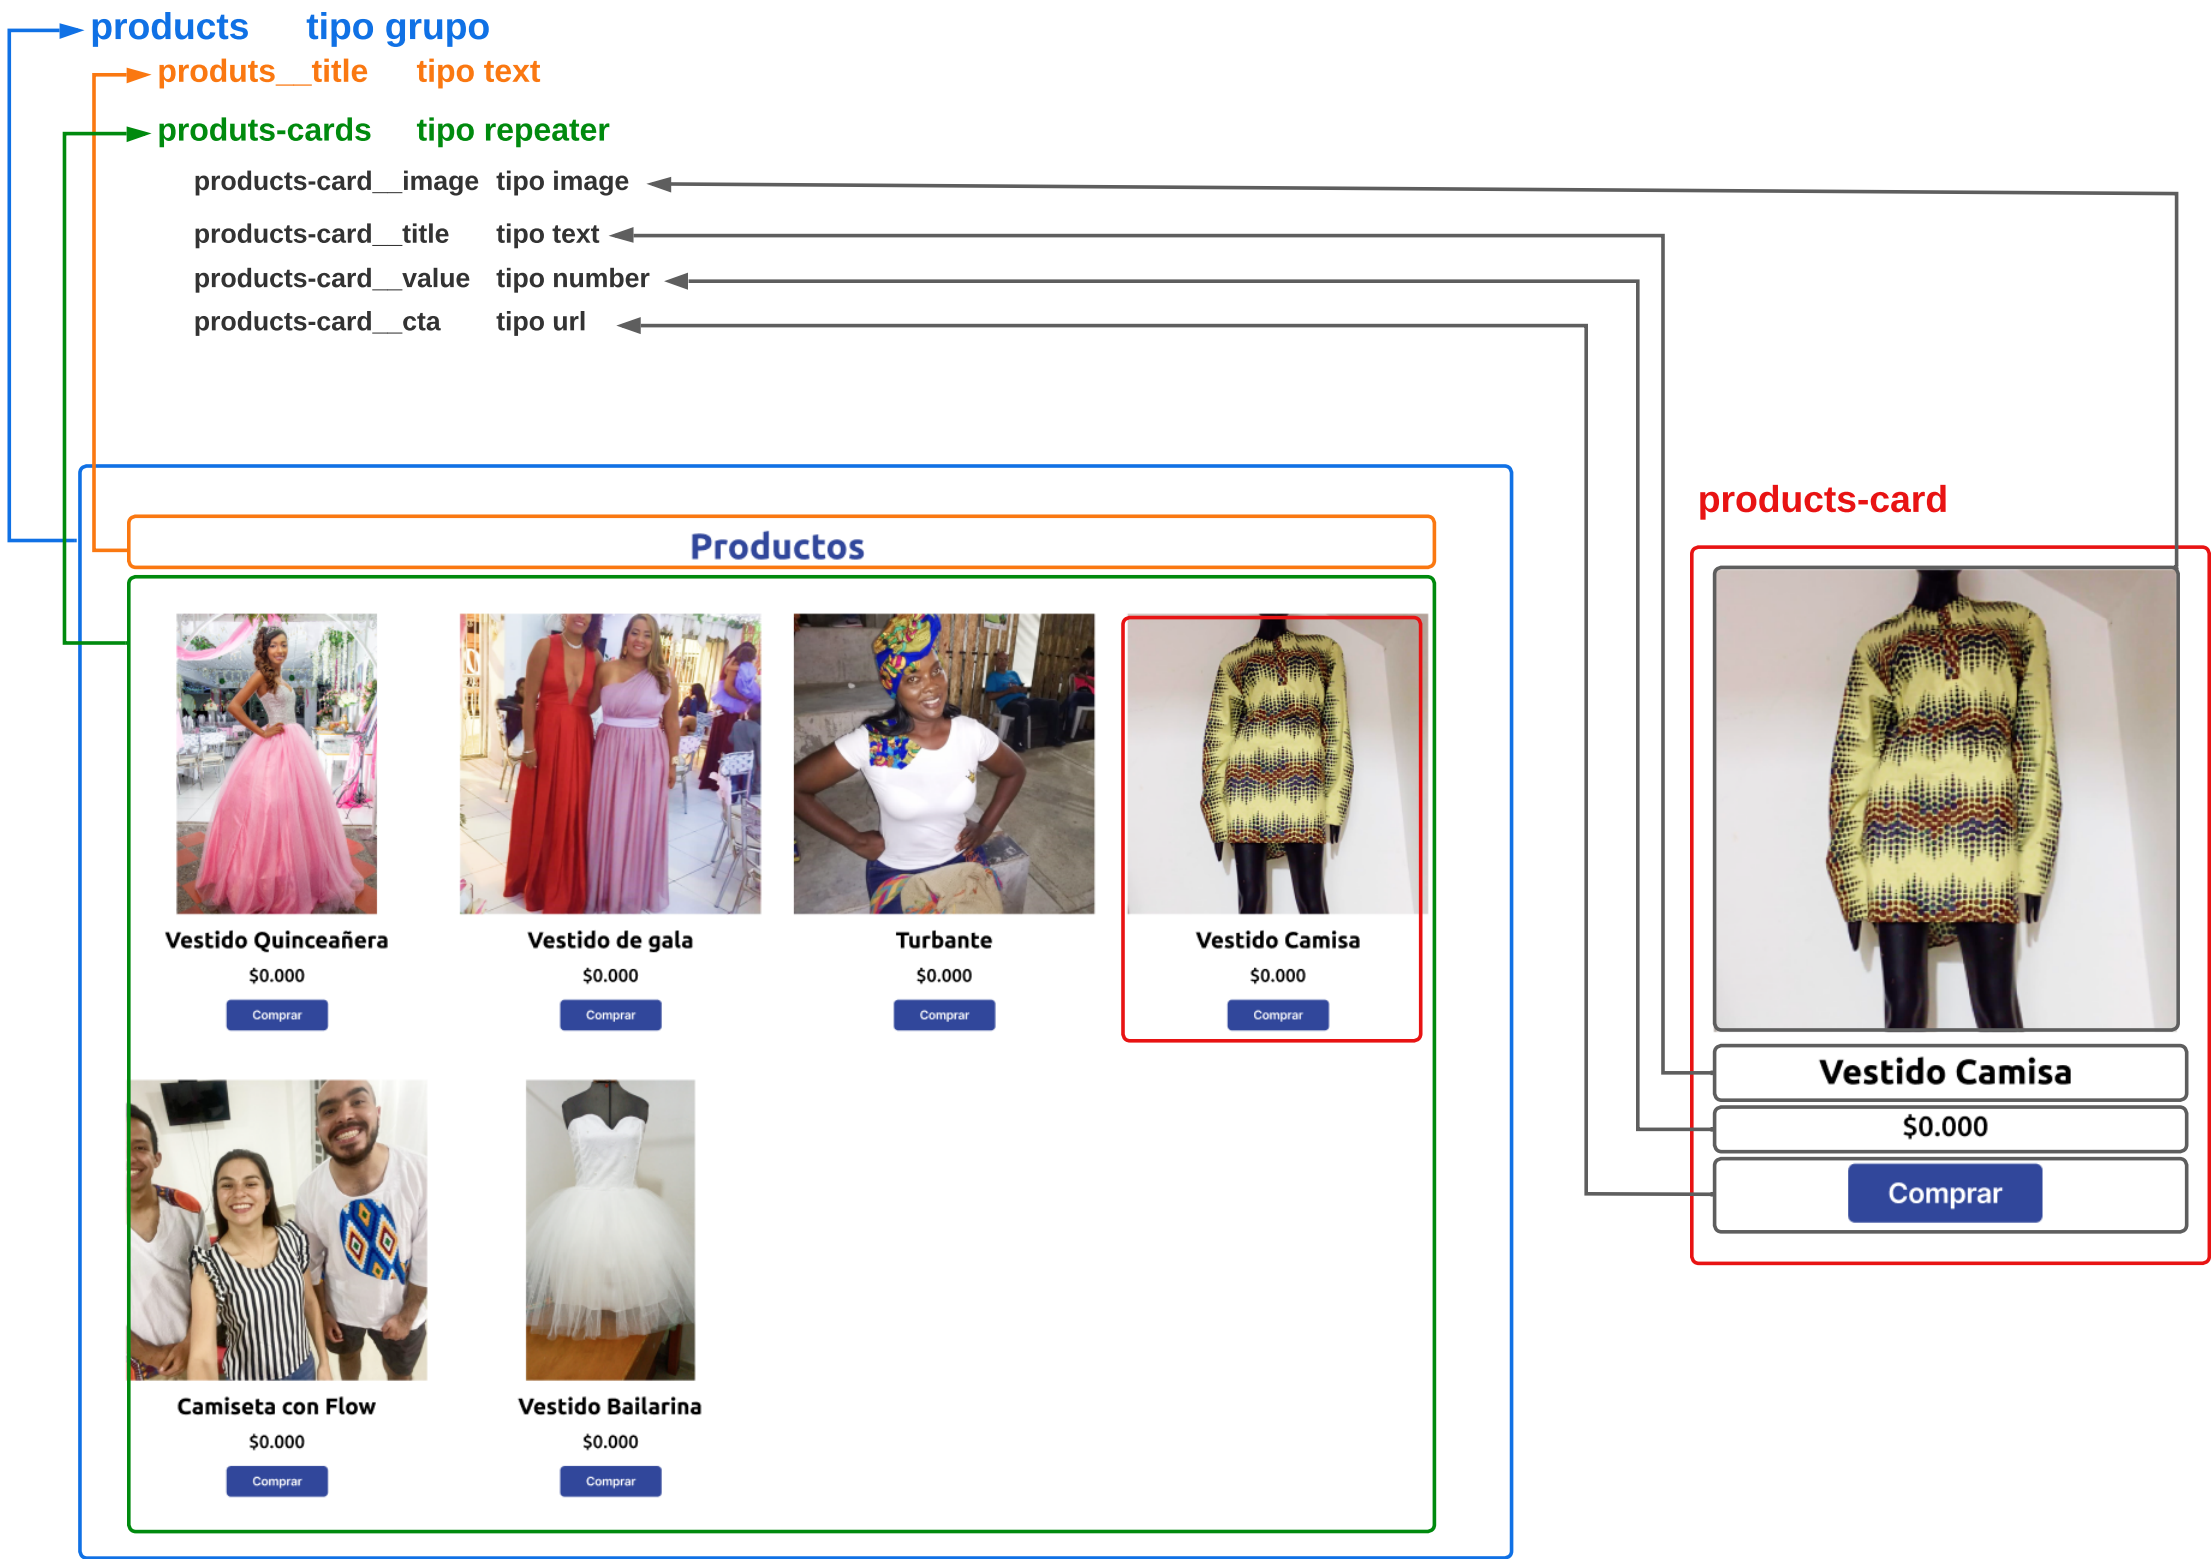 products tipo grupo
produts__title tipo text
produts-cards tipo repeater
products-card__image tipo image
products-card__title tipo text
products-card__value tipo number
products-card__cta tipo url
products-card
Productos
Vestido Quinceañera
$0.000
Comprar
Vestido de gala
$0.000
Comprar
Turbante
$0.000
Comprar
Vestido Camisa
$0.000
Comprar
Camiseta con Flow
$0.000
Comprar
Vestido Bailarina
$0.000
Comprar
Vestido Camisa
$0.000
Comprar